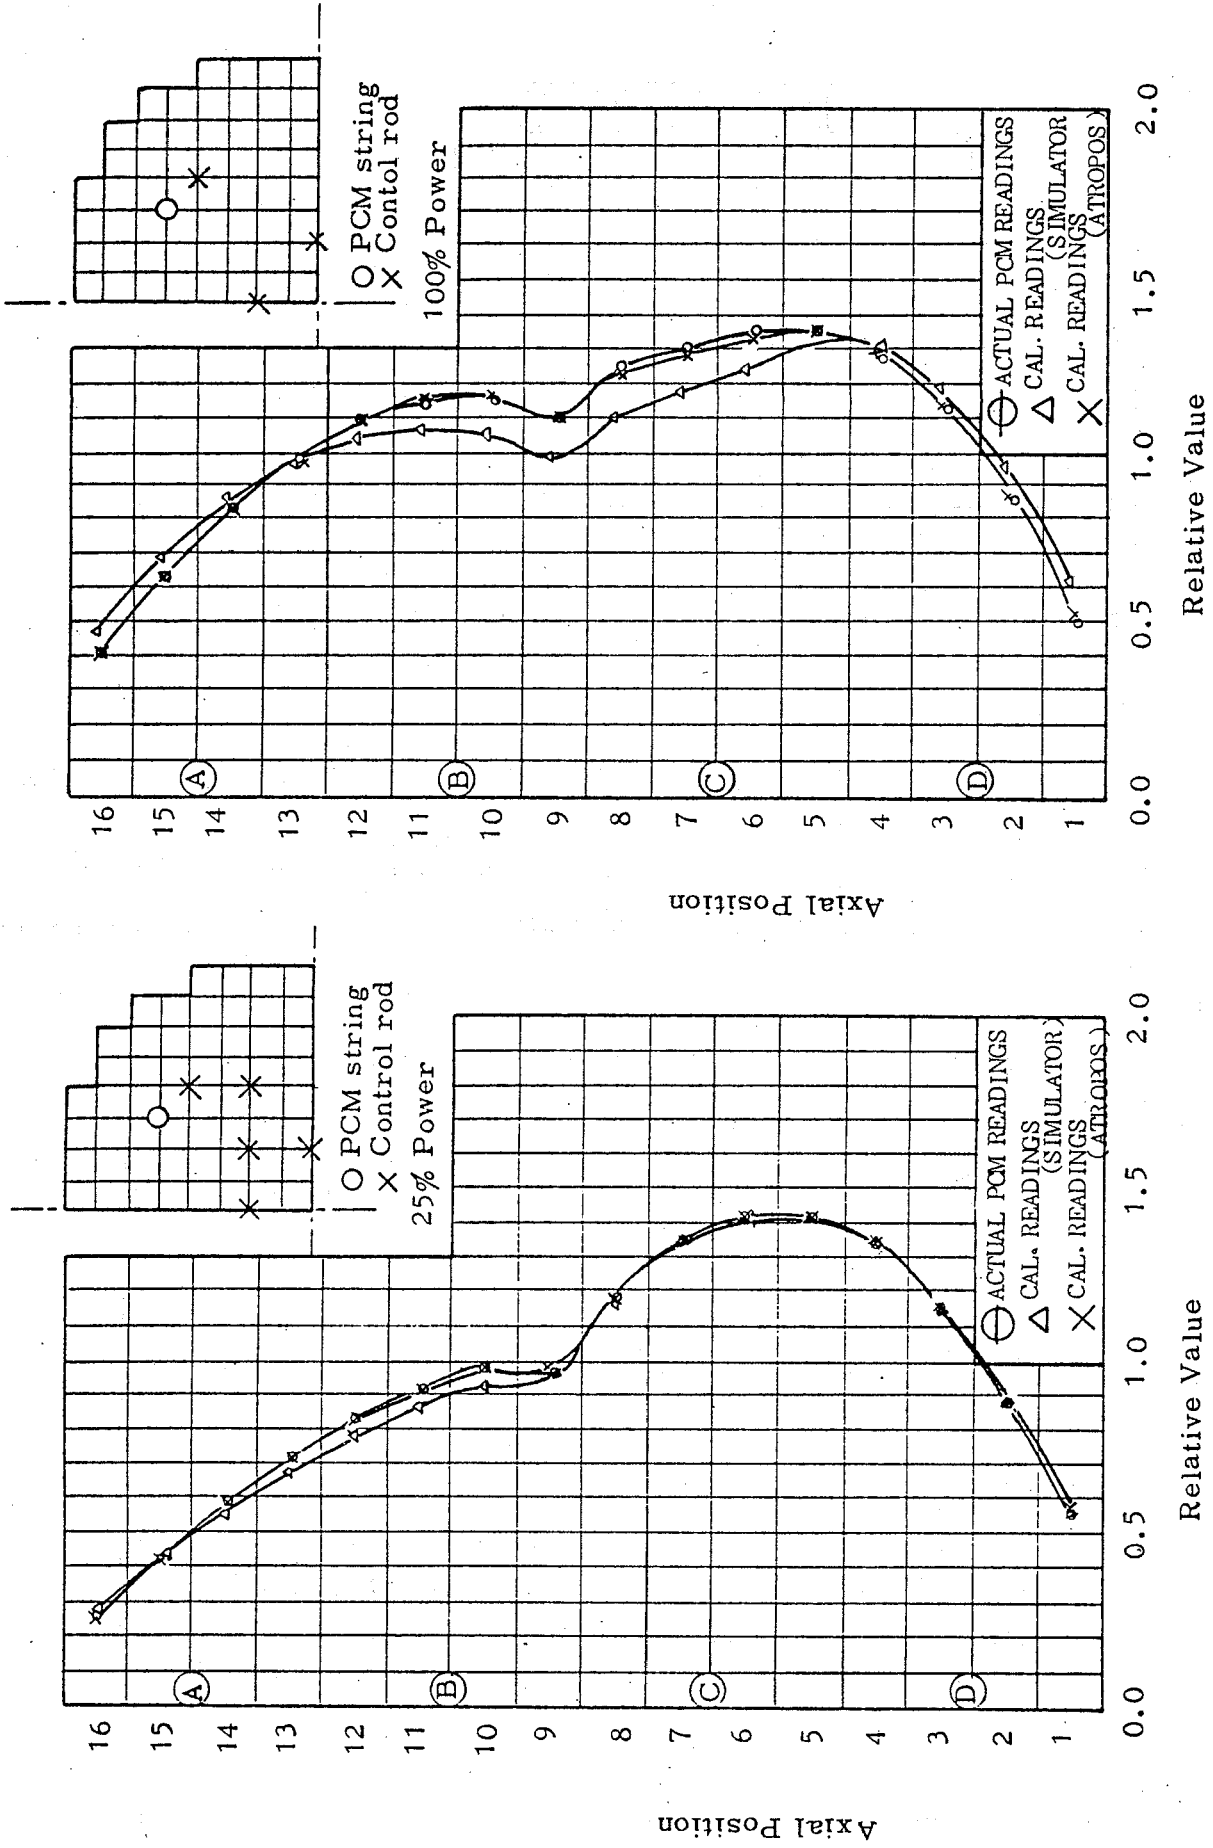 O PCM string
X Contol rod
100% Power
A
B
C
D
16
15
14
13
12
11
10
9
8
7
6
5
4
3
2
1
ACTUAL PCM READINGS
CAL. READINGS
(SIMULATOR
CAL. READINGS
(ATROPOS)
0.0
0.5
1.0
1.5
2.0
Relative Value
Axial Position
O PCM string
X Control rod
25% Power
A
B
C
D
16
15
14
13
12
11
10
9
8
7
6
5
4
3
2
1
ACTUAL PCM READINGS
CAL. READINGS
(SIMULATOR)
CAL. READINGS
(ATROPOS)
0.0
0.5
1.0
1.5
2.0
Relative Value
Axial Position